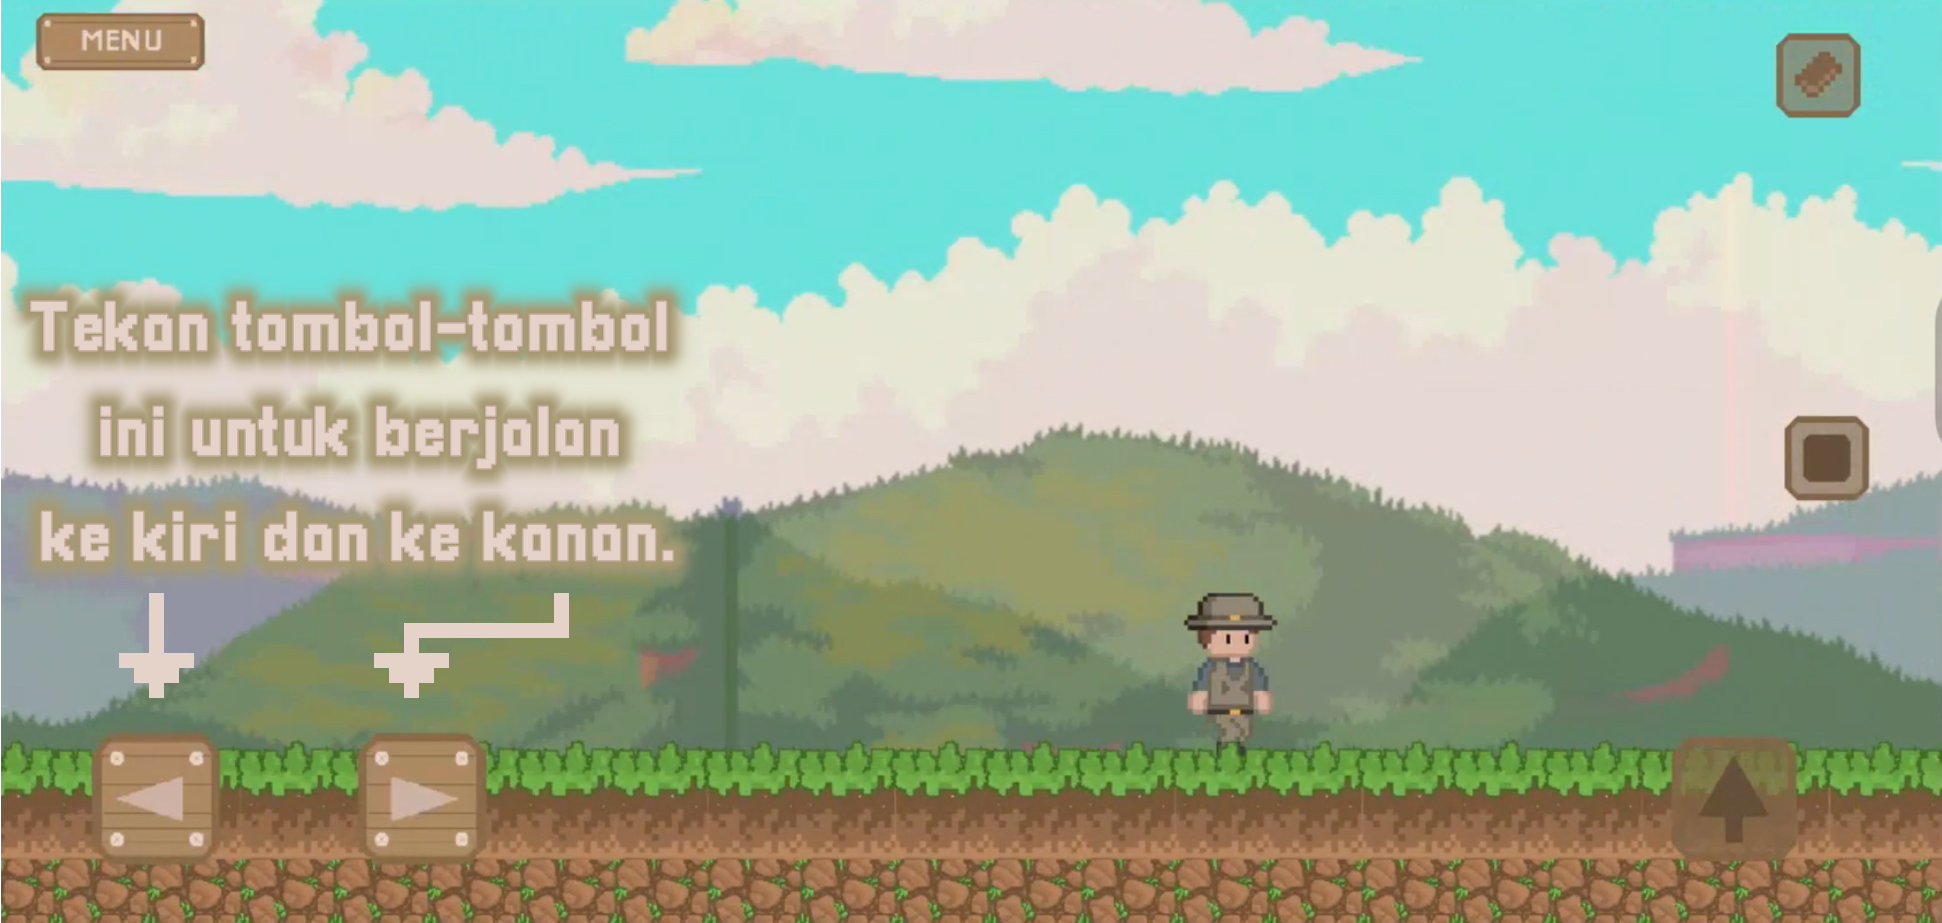 MENU
Tekan tombol-tombol
ini untuk berjalan
ke kiri dan ke kanan.